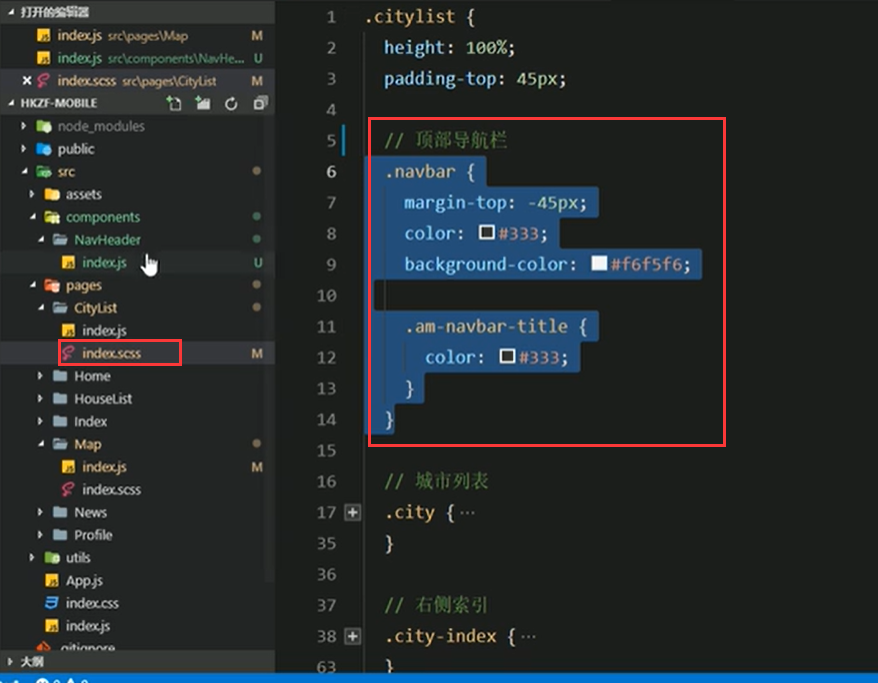 打开的编辑器
index.js src\pages\Map M
index.js src\components\NavHe... U
index.scss src\pages\CityList M
HKZF-MOBILE
node_modules
public
src
assets
components
NavHeader
index.js U
pages
CityList
index.js
index.scss M
Home
HouseList
Index
Map
index.js M
index.scss
News
Profile
utils
App.js
index.css
index.js
.gitignore
大纲
1 .citylist {
2 height: 100%;
3 padding-top: 45px;
4
5 // 顶部导航栏
6 .navbar {
7 margin-top: -45px;
8 color: #333;
9 background-color: #f6f5f6;
10
11 .am-navbar-title {
12 color: #333;
13 }
14 }
15
16 // 城市列表
17 .city { ...
35 }
36
37 // 右侧索引
38 .city-index { ...
63 }